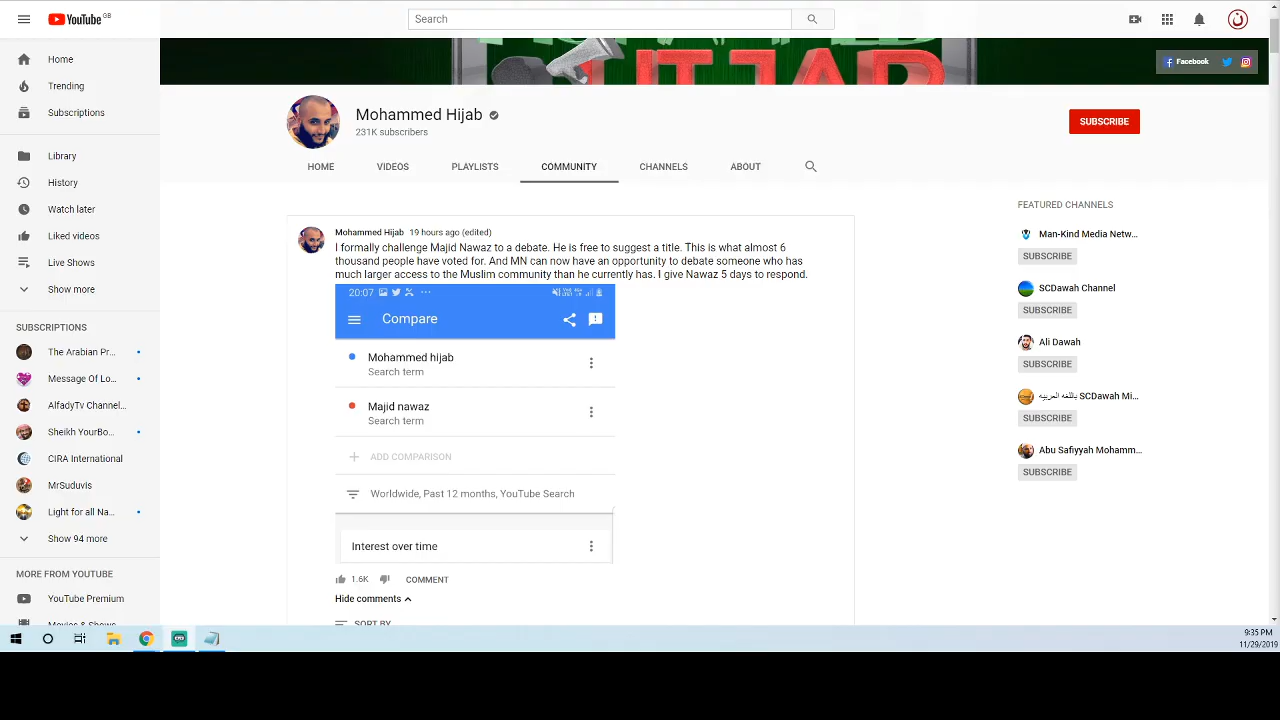 YouTube GB
Search
Facebook
Home
Trending
Subscriptions
Library
History
Watch later
Liked videos
Live Shows
Show more
SUBSCRIPTIONS
The Arabian Pr...
Message Of Lo...
AlfadyTv Channel...
Sheikh YourBo...
CIRA International
MrSuduvis
Light for all Na...
Show 94 more
MORE FROM YOUTUBE
YouTube Premium
Movies & Shows
HIJAB
Mohammed Hijab
231K subscribers
SUBSCRIBE
HOME VIDEOS PLAYLISTS COMMUNITY CHANNELS ABOUT
Mohammed Hijab 19 hours ago (edited)
I formally challenge Majid Nawaz to a debate. He is free to suggest a title. This is what almost 6
thousand people have voted for. And MN can now have an opportunity to debate someone who has
much larger access to the Muslim community than he currently has. I give Nawaz 5 days to respond.
20:07
Compare
Mohammed hijab
Search term
Majid nawaz
Search term
ADD COMPARISON
Worldwide, Past 12 months, YouTube Search
Interest over time
1.6K COMMENT
Hide comments
SORT BY
FEATURED CHANNELS
Man-Kind Media Netw...
SUBSCRIBE
SCDawah Channel
SUBSCRIBE
Ali Dawah
SUBSCRIBE
باللغه العربيه SCDawah Mi...
SUBSCRIBE
Abu Safiyyah Mohamm...
SUBSCRIBE
9:35 PM
11/29/2019